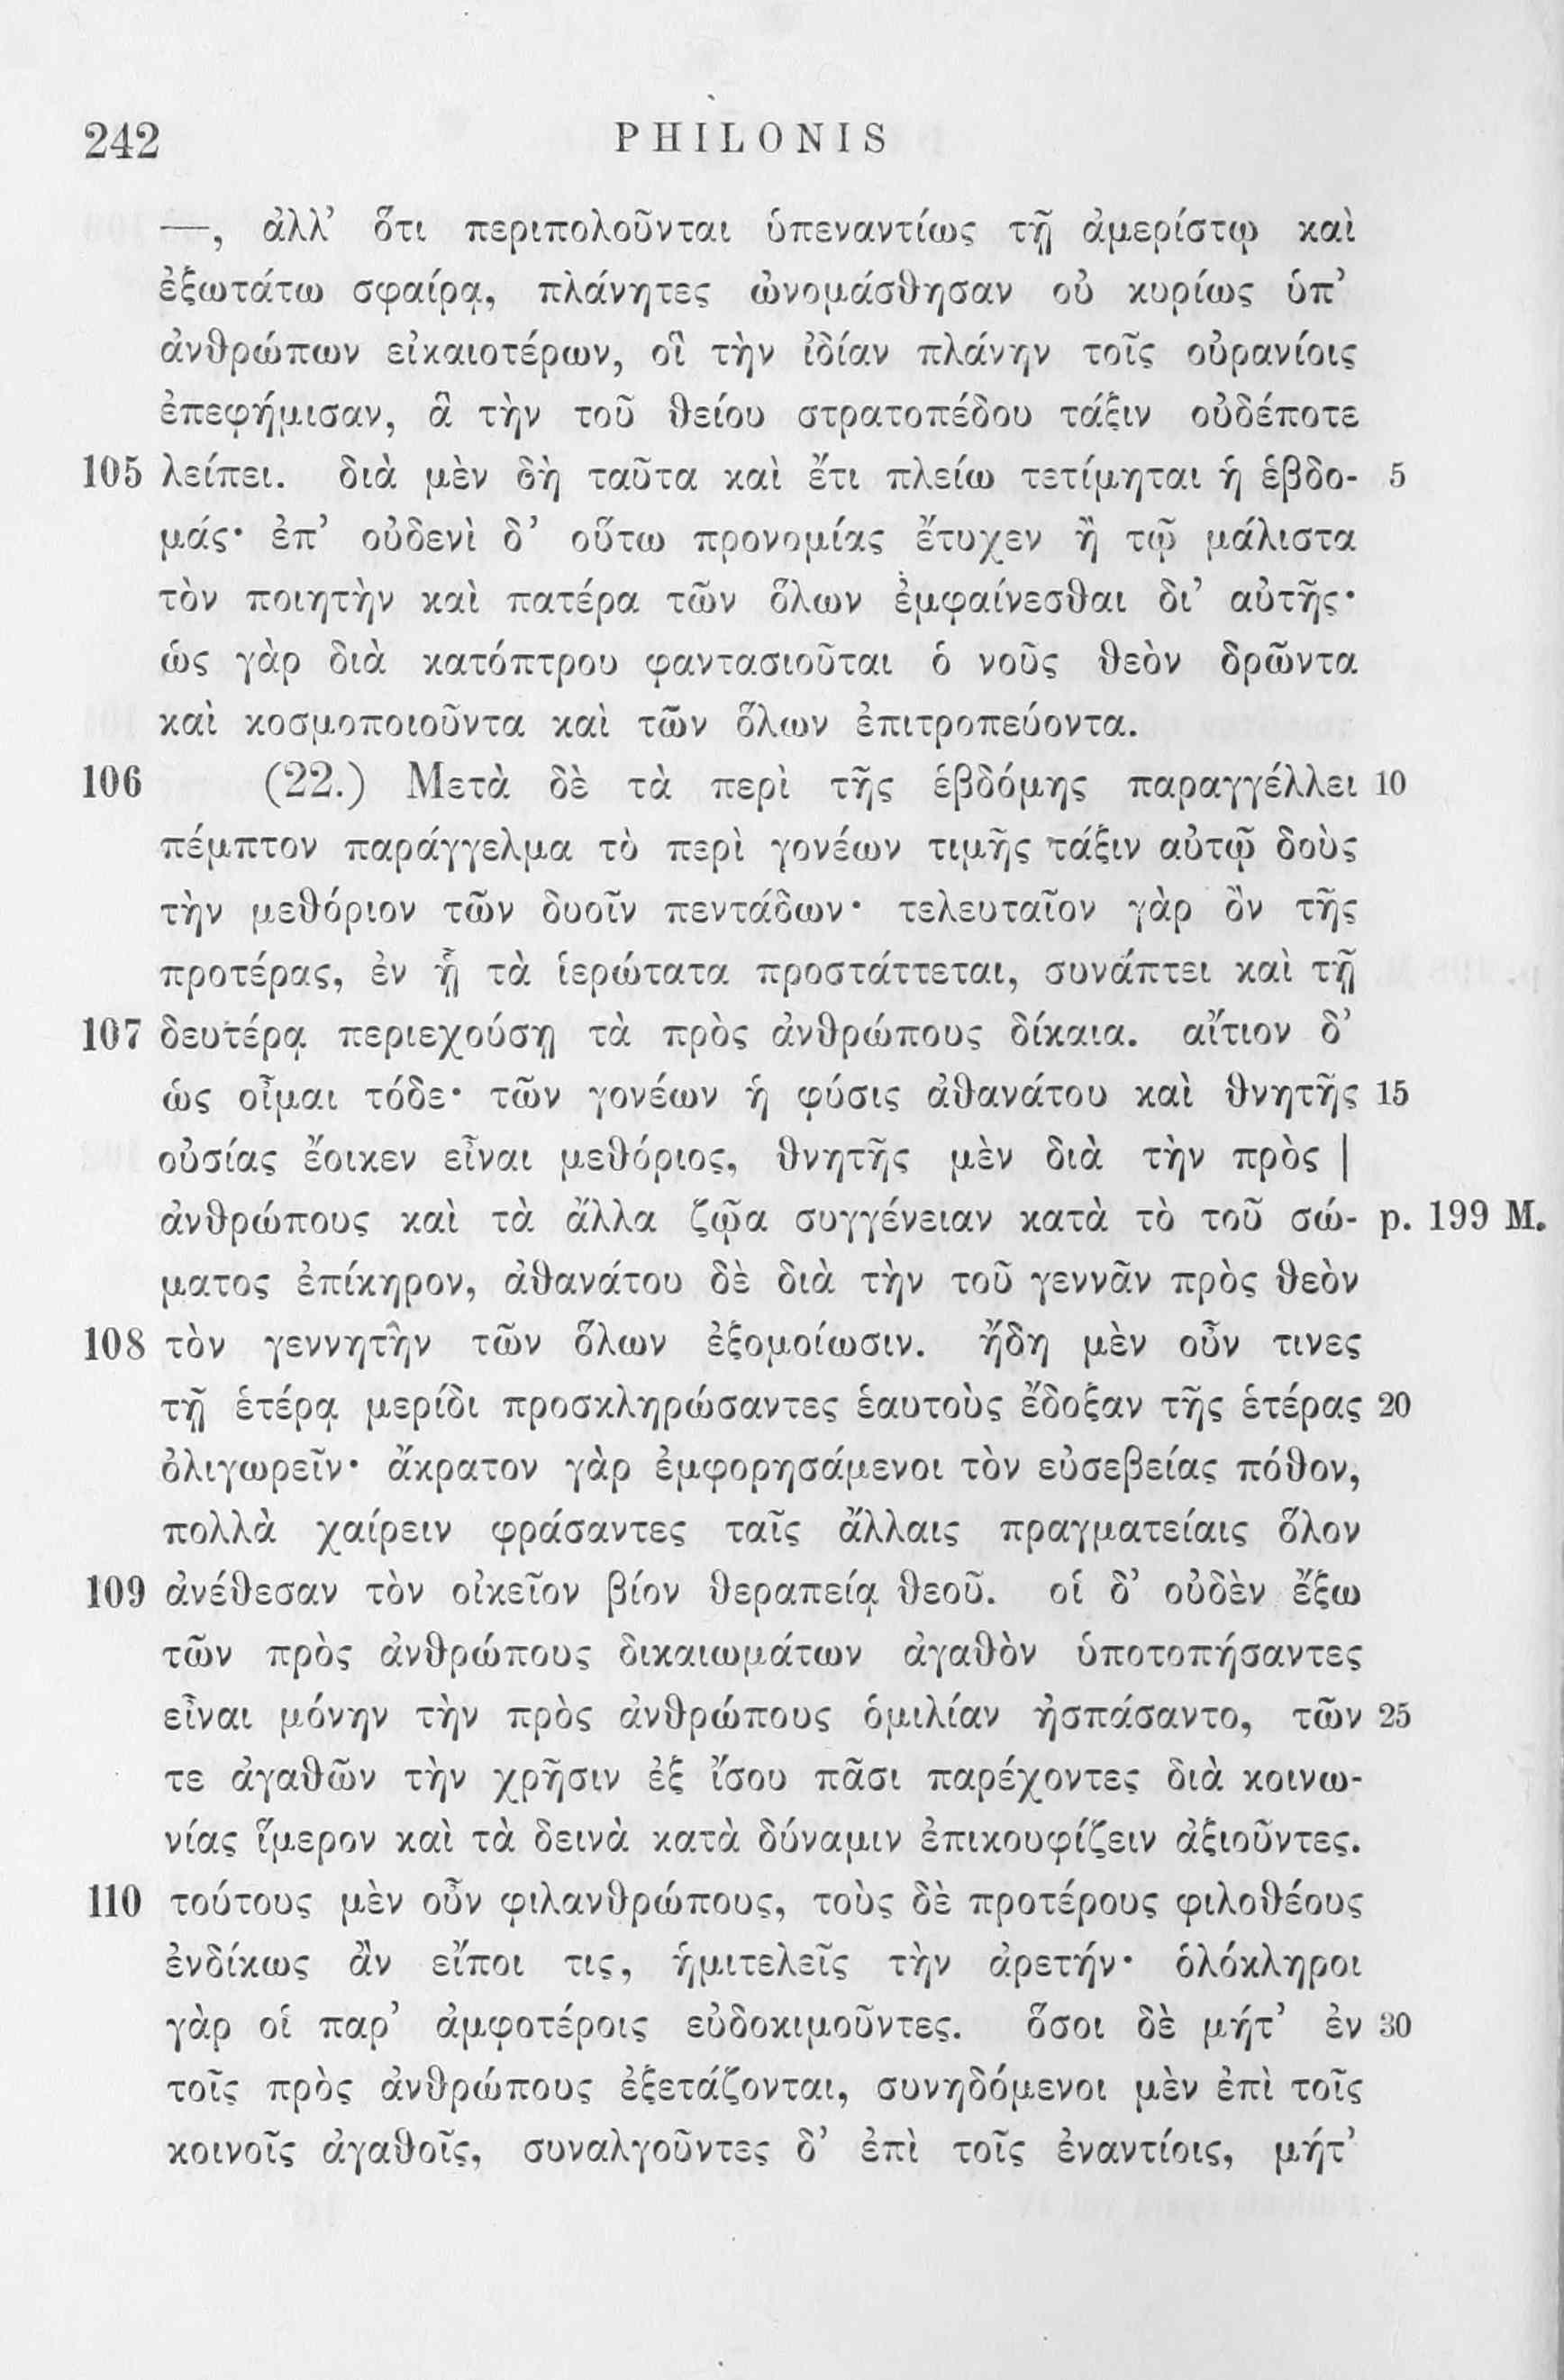 242 PHILONIS
—, ἀλλ’ ὅτι περιπολοῦνται ὑπεναντίως τῇ ἀμερίστῳ καὶ
ἐξωτάτω σφαίρᾳ, πλάνητες ὠνομάσθησαν οὐ κυρίως ὑπ’
ἀνθρώπων εἰκαιοτέρων, οἳ τὴν ἰδίαν πλάνην τοῖς οὐρανίοις
ἐπεφήμισαν, ἃ τὴν τοῦ θείου στρατοπέδου τάξιν οὐδέποτε
105 λείπει. διὰ μὲν δὴ ταῦτα καὶ ἔτι πλείω τετίμηται ἡ ἑβδο- 5
μάς· ἐπ’ οὐδενὶ δ’ οὕτω προνομίας ἔτυχεν ἢ τῷ μάλιστα
τὸν ποιητὴν καὶ πατέρα τῶν ὅλων ἐμφαίνεσθαι δι’ αὐτῆς·
ὡς γὰρ διὰ κατόπτρου φαντασιοῦται ὁ νοῦς θεὸν δρῶντα
καὶ κοσμοποιοῦντα καὶ τῶν ὅλων ἐπιτροπεύοντα.
106 (22.) Μετὰ δὲ τὰ περὶ τῆς ἑβδόμης παραγγέλλει 10
πέμπτον παράγγελμα τὸ περὶ γονέων τιμῆς τάξιν αὐτῷ δοὺς
τὴν μεθόριον τῶν δυοῖν πεντάδων· τελευταῖον γὰρ ὂν τῆς
προτέρας, ἐν ᾗ τὰ ἱερώτατα προστάττεται, συνάπτει καὶ τῇ
107 δευτέρᾳ περιεχούσῃ τὰ πρὸς ἀνθρώπους δίκαια. αἴτιον δ’
ὡς οἶμαι τόδε· τῶν γονέων ἡ φύσις ἀθανάτου καὶ θνητῆς 15
οὐσίας ἔοικεν εἶναι μεθόριος, θνητῆς μὲν διὰ τὴν πρὸς |
ἀνθρώπους καὶ τὰ ἄλλα ζῷα συγγένειαν κατὰ τὸ τοῦ σώ- p. 199 M.
ματος ἐπίκηρον, ἀθανάτου δὲ διὰ τὴν τοῦ γεννᾶν πρὸς θεὸν
108 τὸν γεννητὴν τῶν ὅλων ἐξομοίωσιν. ἤδη μὲν οὖν τινες
τῇ ἑτέρᾳ μερίδι προσκληρώσαντες ἑαυτοὺς ἔδοξαν τῆς ἑτέρας 20
ὀλιγωρεῖν· ἄκρατον γὰρ ἐμφορησάμενοι τὸν εὐσεβείας πόθον,
πολλὰ χαίρειν φράσαντες ταῖς ἄλλαις πραγματείαις ὅλον
109 ἀνέθεσαν τὸν οἰκεῖον βίον θεραπείᾳ θεοῦ. οἱ δ’ οὐδὲν ἔξω
τῶν πρὸς ἀνθρώπους δικαιωμάτων ἀγαθὸν ὑποτοπήσαντες
εἶναι μόνην τὴν πρὸς ἀνθρώπους ὁμιλίαν ἠσπάσαντο, τῶν 25
τε ἀγαθῶν τὴν χρῆσιν ἐξ ἴσου πᾶσι παρέχοντες διὰ κοινω-
νίας ἵμερον καὶ τὰ δεινὰ κατὰ δύναμιν ἐπικουφίζειν ἀξιοῦντες.
110 τούτους μὲν οὖν φιλανθρώπους, τοὺς δὲ προτέρους φιλοθέους
ἐνδίκως ἂν εἴποι τις, ἡμιτελεῖς τὴν ἀρετήν· ὁλόκληροι
γὰρ οἱ παρ’ ἀμφοτέροις εὐδοκιμοῦντες. ὅσοι δὲ μήτ’ ἐν 30
τοῖς πρὸς ἀνθρώπους ἐξετάζονται, συνηδόμενοι μὲν ἐπὶ τοῖς
κοινοῖς ἀγαθοῖς, συναλγοῦντες δ’ ἐπὶ τοῖς ἐναντίοις, μήτ’